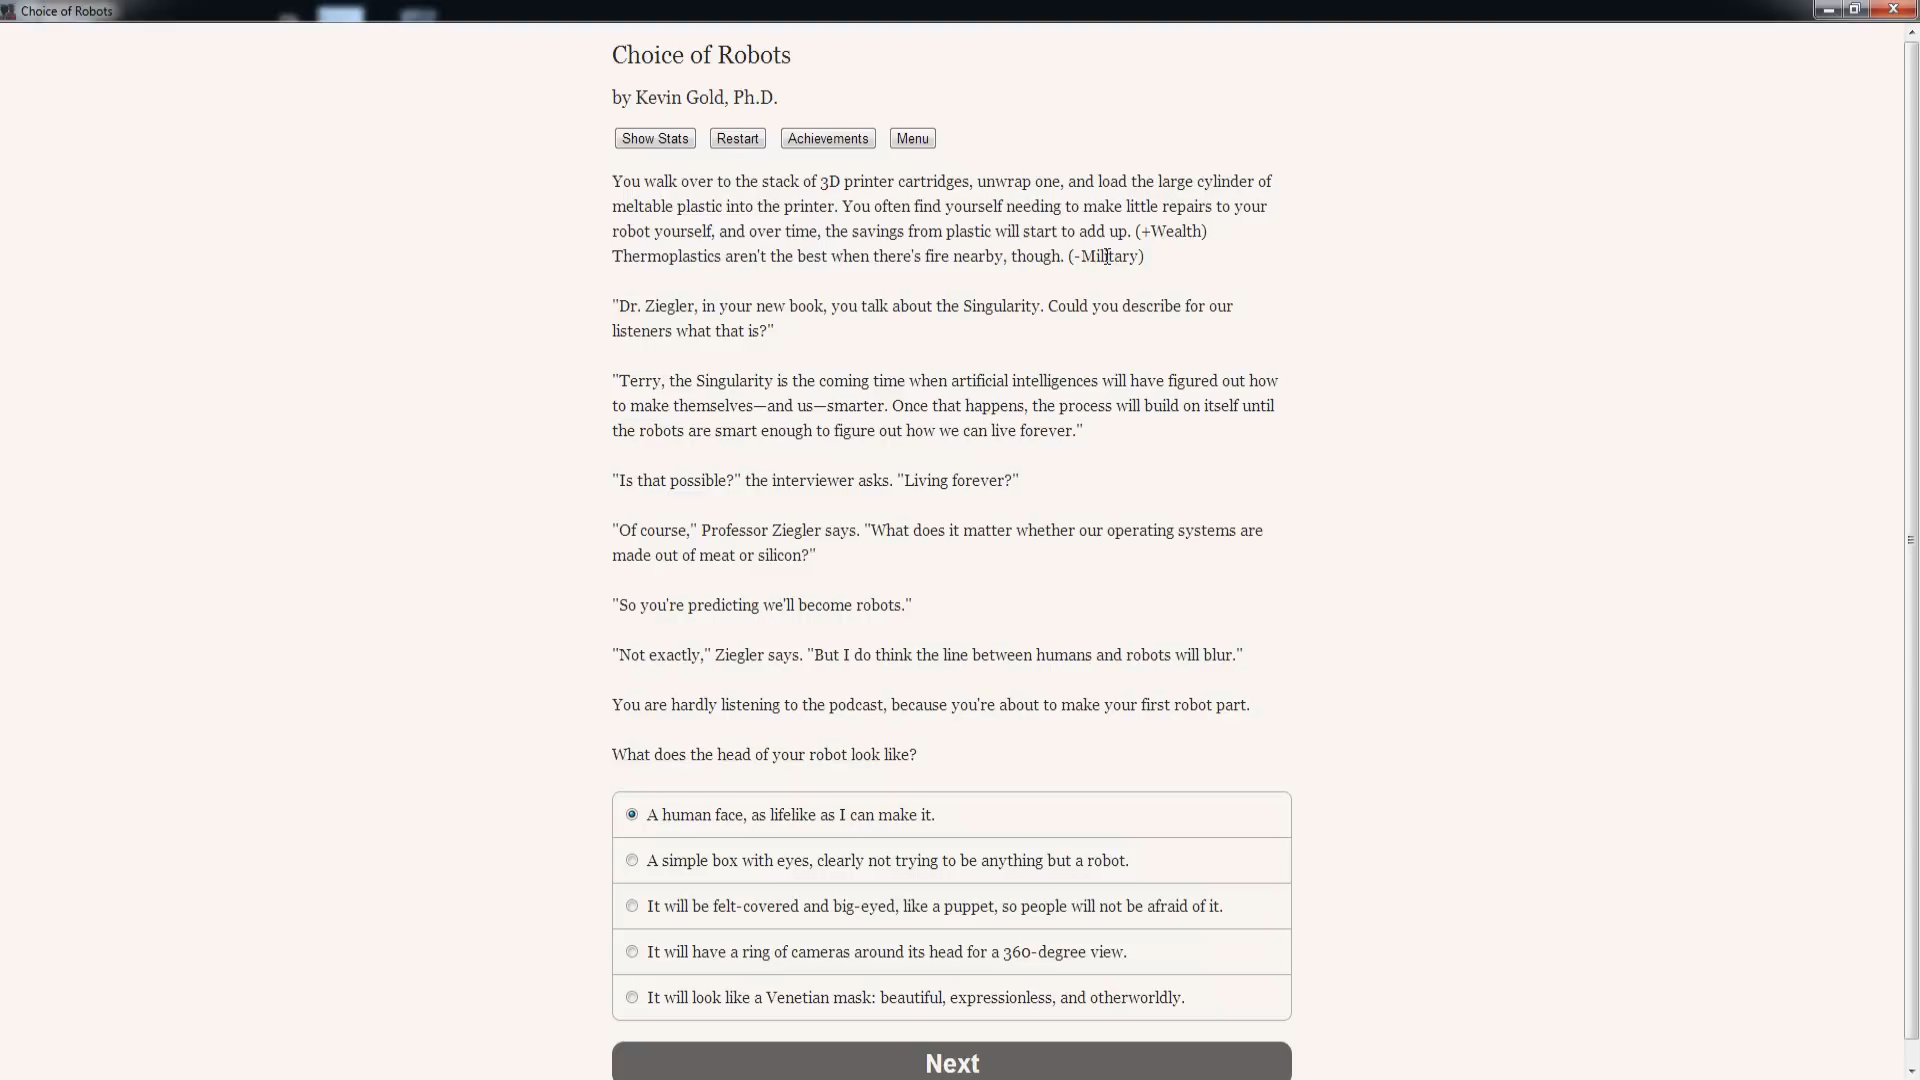 Choice of Robots
Choice of Robots
by Kevin Gold, Ph.D.
Show Stats Restart Achievements Menu
You walk over to the stack of 3D printer cartridges, unwrap one, and load the large cylinder of
meltable plastic into the printer. You often find yourself needing to make little repairs to your
robot yourself, and over time, the savings from plastic will start to add up. (+Wealth)
Thermoplastics aren't the best when there's fire nearby, though. (-Military)
"Dr. Ziegler, in your new book, you talk about the Singularity. Could you describe for our
listeners what that is?"
"Terry, the Singularity is the coming time when artificial intelligences will have figured out how
to make themselves—and us—smarter. Once that happens, the process will build on itself until
the robots are smart enough to figure out how we can live forever."
"Is that possible?" the interviewer asks. "Living forever?"
"Of course," Professor Ziegler says. "What does it matter whether our operating systems are
made out of meat or silicon?"
"So you're predicting we'll become robots."
"Not exactly," Ziegler says. "But I do think the line between humans and robots will blur."
You are hardly listening to the podcast, because you're about to make your first robot part.
What does the head of your robot look like?
A human face, as lifelike as I can make it.
A simple box with eyes, clearly not trying to be anything but a robot.
It will be felt-covered and big-eyed, like a puppet, so people will not be afraid of it.
It will have a ring of cameras around its head for a 360-degree view.
It will look like a Venetian mask: beautiful, expressionless, and otherworldly.
Next